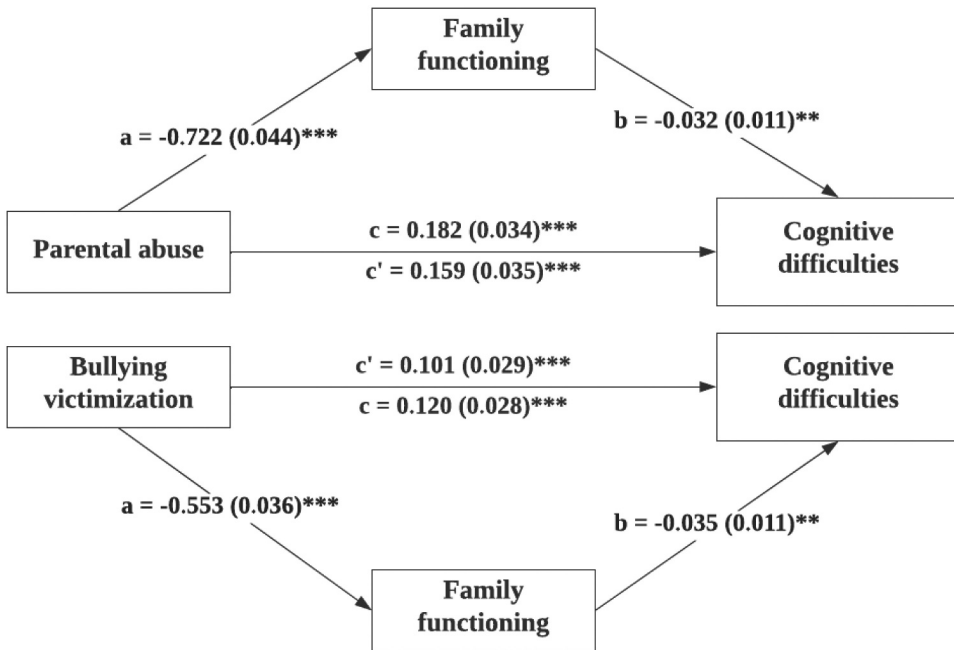 Family
functioning
a = -0.722 (0.044)***
b = -0.032 (0.011)**
Parental abuse
c = 0.182 (0.034)***
c' = 0.159 (0.035)***
Cognitive
difficulties
Bullying
victimization
c' = 0.101 (0.029)***
c = 0.120 (0.028)***
Cognitive
difficulties
a = -0.553 (0.036)***
b = -0.035 (0.011)**
Family
functioning